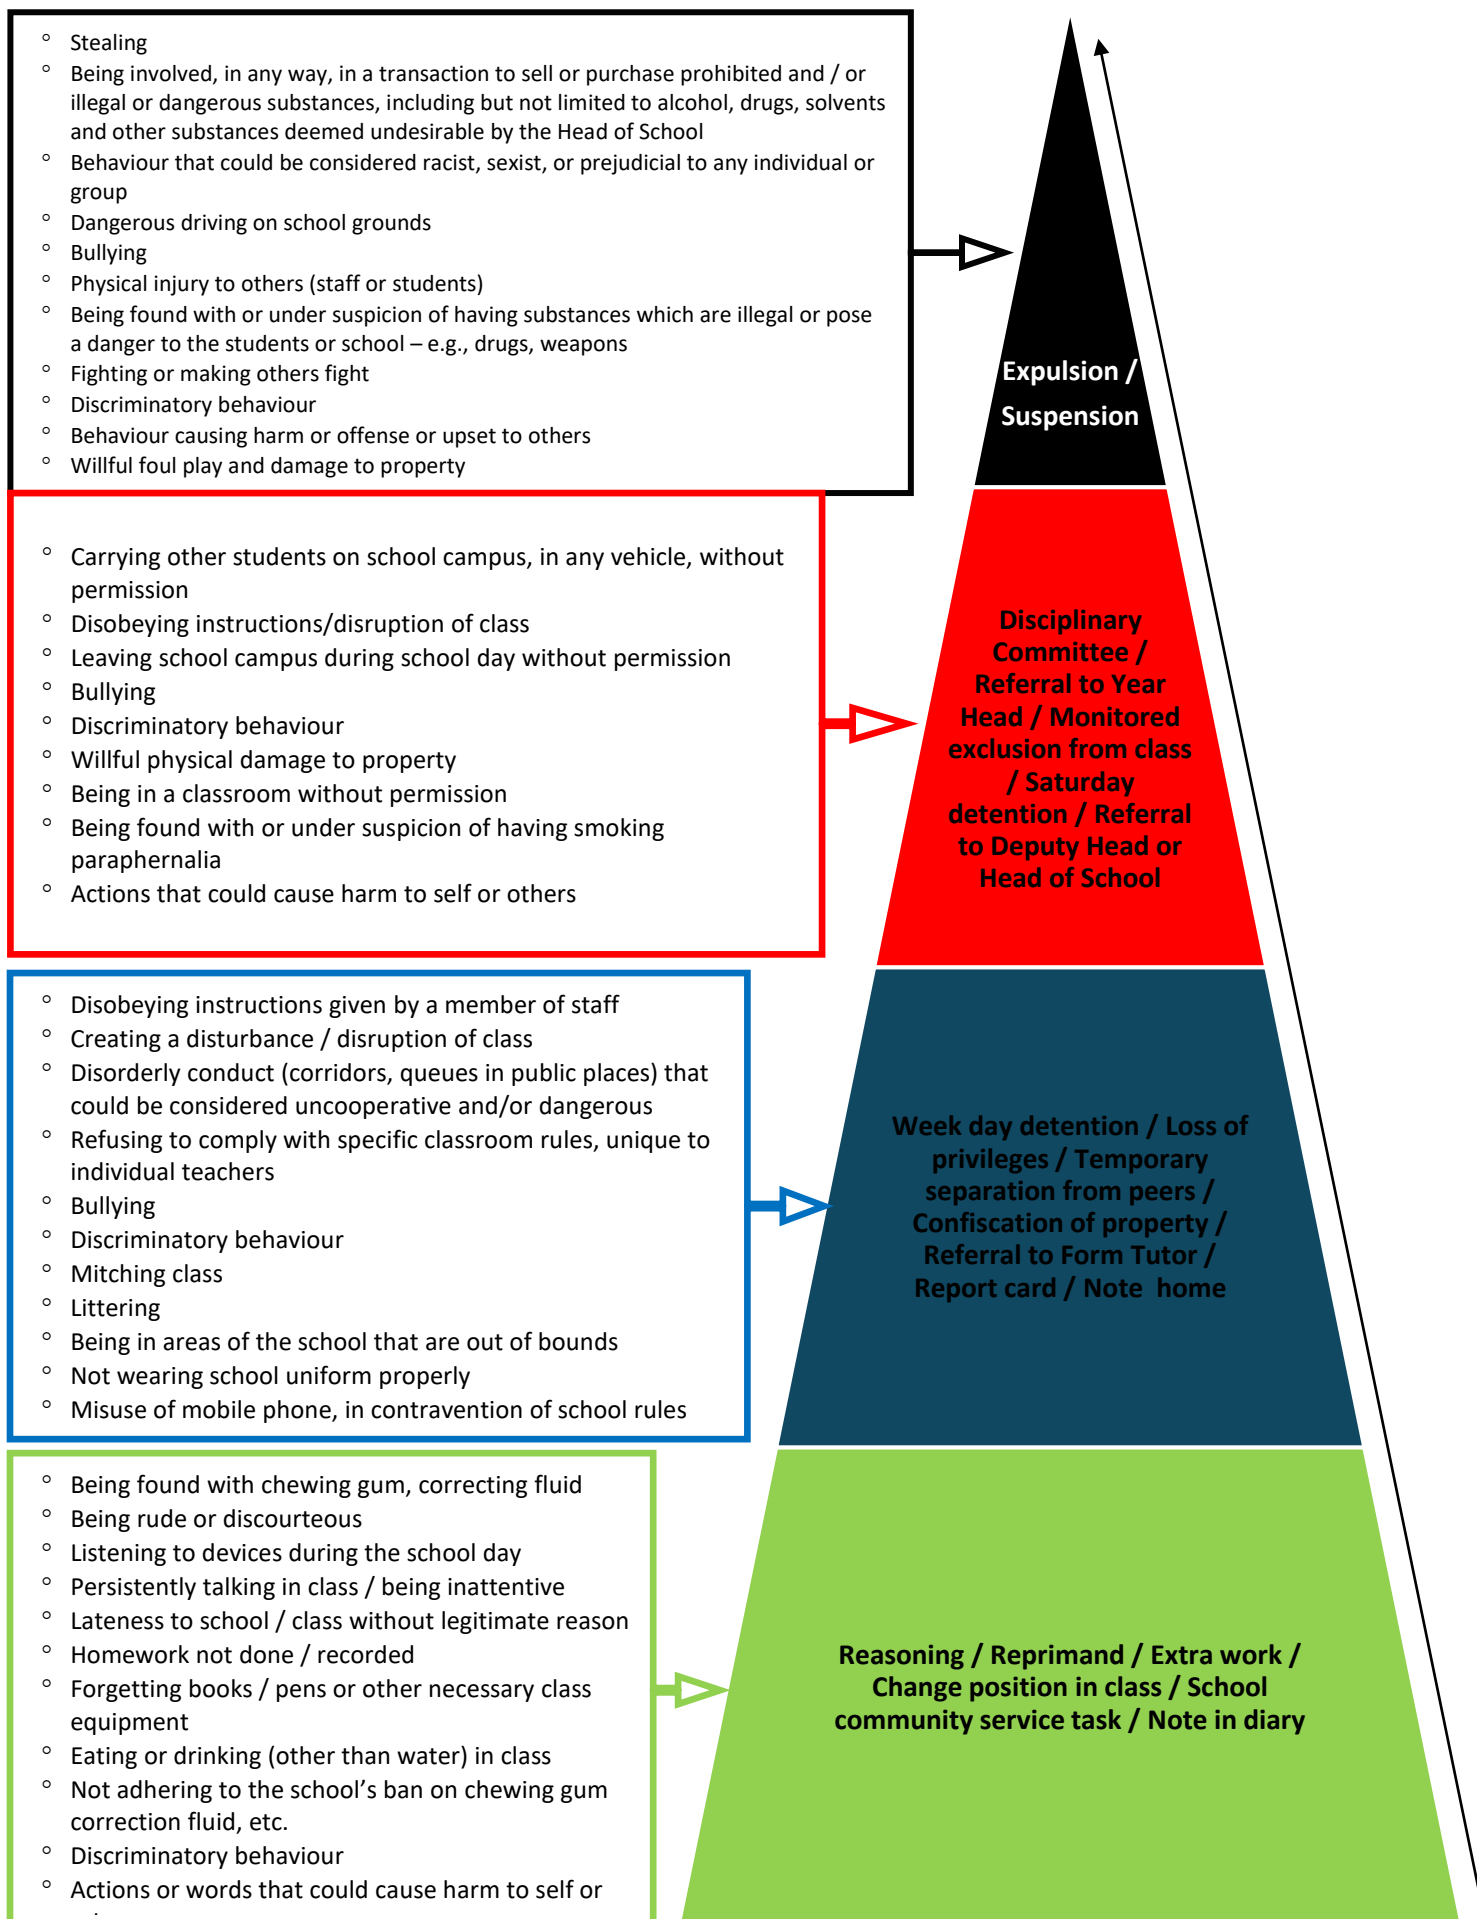 ° Stealing
° Being involved, in any way, in a transaction to sell or purchase prohibited and / or
illegal or dangerous substances, including but not limited to alcohol, drugs, solvents
and other substances deemed undesirable by the Head of School
° Behaviour that could be considered racist, sexist, or prejudicial to any individual or
group
° Dangerous driving on school grounds
° Bullying
° Physical injury to others (staff or students)
° Being found with or under suspicion of having substances which are illegal or pose
a danger to the students or school – e.g., drugs, weapons
° Fighting or making others fight
° Discriminatory behaviour
° Behaviour causing harm or offense or upset to others
° Willful foul play and damage to property
Expulsion /
Suspension
° Carrying other students on school campus, in any vehicle, without
permission
° Disobeying instructions/disruption of class
° Leaving school campus during school day without permission
° Bullying
° Discriminatory behaviour
° Willful physical damage to property
° Being in a classroom without permission
° Being found with or under suspicion of having smoking
paraphernalia
° Actions that could cause harm to self or others
Disciplinary
Committee /
Referral to Year
Head / Monitored
exclusion from class
/ Saturday
detention / Referral
to Deputy Head or
Head of School
° Disobeying instructions given by a member of staff
° Creating a disturbance / disruption of class
° Disorderly conduct (corridors, queues in public places) that
could be considered uncooperative and/or dangerous
° Refusing to comply with specific classroom rules, unique to
individual teachers
° Bullying
° Discriminatory behaviour
° Mitching class
° Littering
° Being in areas of the school that are out of bounds
° Not wearing school uniform properly
° Misuse of mobile phone, in contravention of school rules
Week day detention / Loss of
privileges / Temporary
separation from peers /
Confiscation of property /
Referral to Form Tutor /
Report card / Note  home
° Being found with chewing gum, correcting fluid
° Being rude or discourteous
° Listening to devices during the school day
° Persistently talking in class / being inattentive
° Lateness to school / class without legitimate reason
° Homework not done / recorded
° Forgetting books / pens or other necessary class
equipment
° Eating or drinking (other than water) in class
° Not adhering to the school’s ban on chewing gum
correction fluid, etc.
° Discriminatory behaviour
° Actions or words that could cause harm to self or
Reasoning / Reprimand / Extra work /
Change position in class / School
community service task / Note in diary